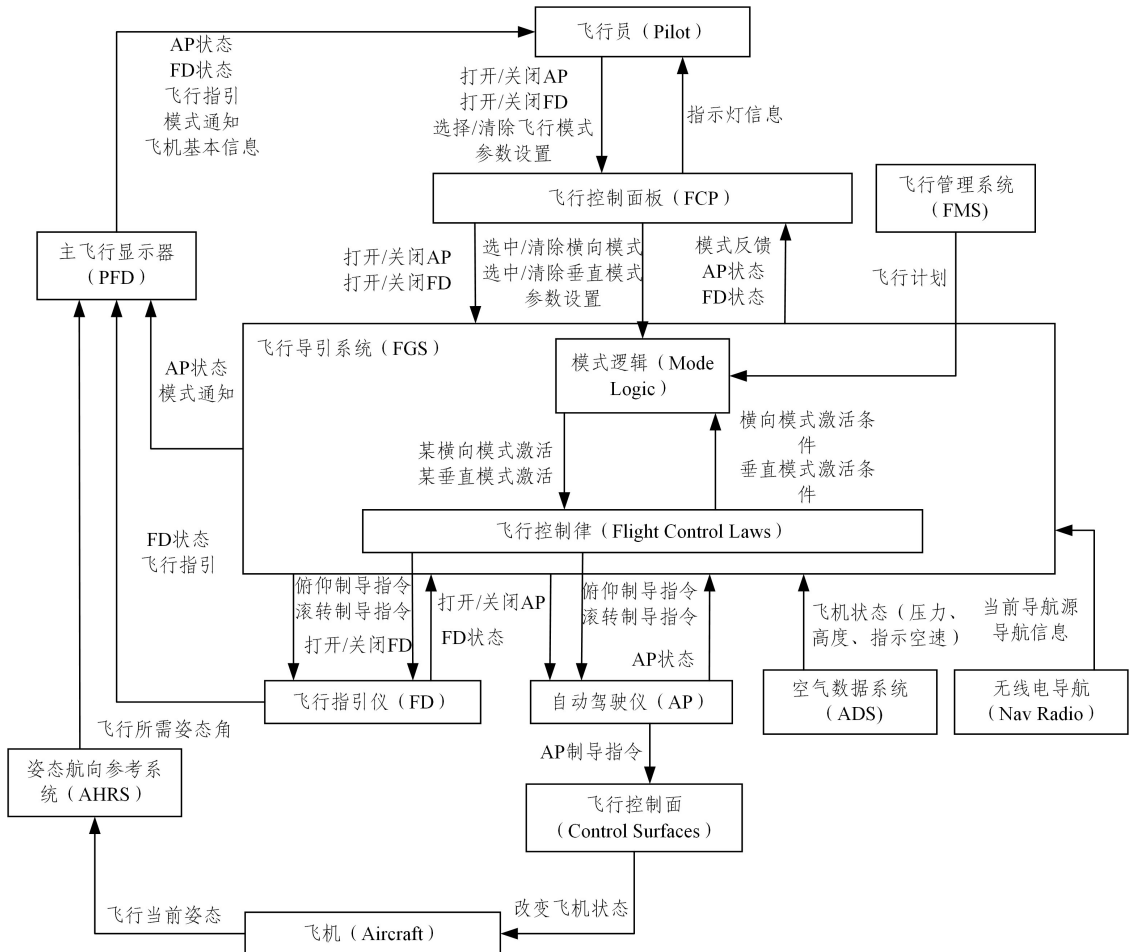 飞行员（Pilot）
AP状态
FD状态
飞行指引
模式通知
飞机基本信息
打开/关闭AP
打开/关闭FD
选择/清除飞行模式
参数设置
指示灯信息
飞行控制面板（FCP）
飞行管理系统
(FMS)
主飞行显示器
(PFD)
打开/关闭AP
打开/关闭FD
选中/清除横向模式
选中/清除垂直模式
参数设置
模式反馈
AP状态
FD状态
飞行计划
飞行导引系统（FGS）
模式逻辑（Mode
Logic）
AP状态
模式通知
某横向模式激活
某垂直模式激活
横向模式激活条
件
垂直模式激活条
件
飞行控制律（Flight Control Laws）
FD状态
飞行指引
俯仰制导指令
滚转制导指令
打开/关闭FD
打开/关闭AP
FD状态
俯仰制导指令
滚转制导指令
AP状态
飞机状态（压力、
高度、指示空速）
当前导航源
导航信息
飞行指引仪（FD）
自动驾驶仪（AP）
空气数据系统
(ADS)
无线电导航
(Nav Radio)
飞行所需姿态角
AP制导指令
姿态航向参考系
统（AHRS）
飞行控制面
（Control Surfaces）
飞行当前姿态
改变飞机状态
飞机（Aircraft）